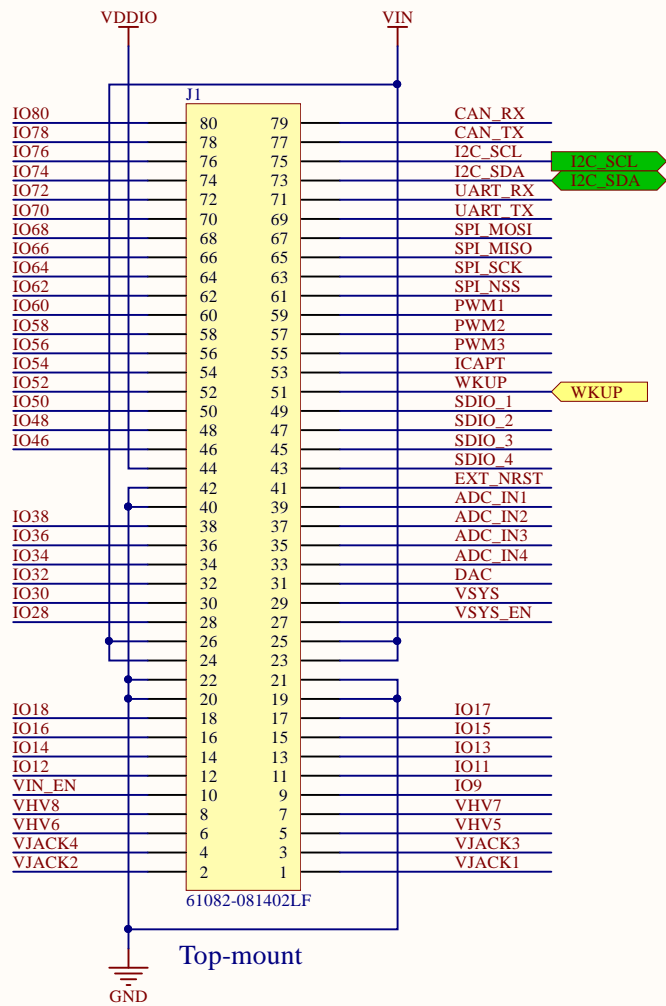 VDDIO VIN
J1
IO80 80 79 CAN_RX
IO78 78 77 CAN_TX
IO76 76 75 I2C_SCL I2C_SCL
IO74 74 73 I2C_SDA I2C_SDA
IO72 72 71 UART_RX
IO70 70 69 UART_TX
IO68 68 67 SPI_MOSI
IO66 66 65 SPI_MISO
IO64 64 63 SPI_SCK
IO62 62 61 SPI_NSS
IO60 60 59 PWM1
IO58 58 57 PWM2
IO56 56 55 PWM3
IO54 54 53 ICAPT
IO52 52 51 WKUP WKUP
IO50 50 49 SDIO_1
IO48 48 47 SDIO_2
IO46 46 45 SDIO_3
44 43 SDIO_4
42 41 EXT_NRST
40 39 ADC_IN1
IO38 38 37 ADC_IN2
IO36 36 35 ADC_IN3
IO34 34 33 ADC_IN4
IO32 32 31 DAC
IO30 30 29 VSYS
IO28 28 27 VSYS_EN
26 25
24 23
22 21
20 19
IO18 18 17 IO17
IO16 16 15 IO15
IO14 14 13 IO13
IO12 12 11 IO11
VIN_EN 10 9 IO9
VHV8 8 7 VHV7
VHV6 6 5 VHV5
VJACK4 4 3 VJACK3
VJACK2 2 1 VJACK1
61082-081402LF
Top-mount
GND